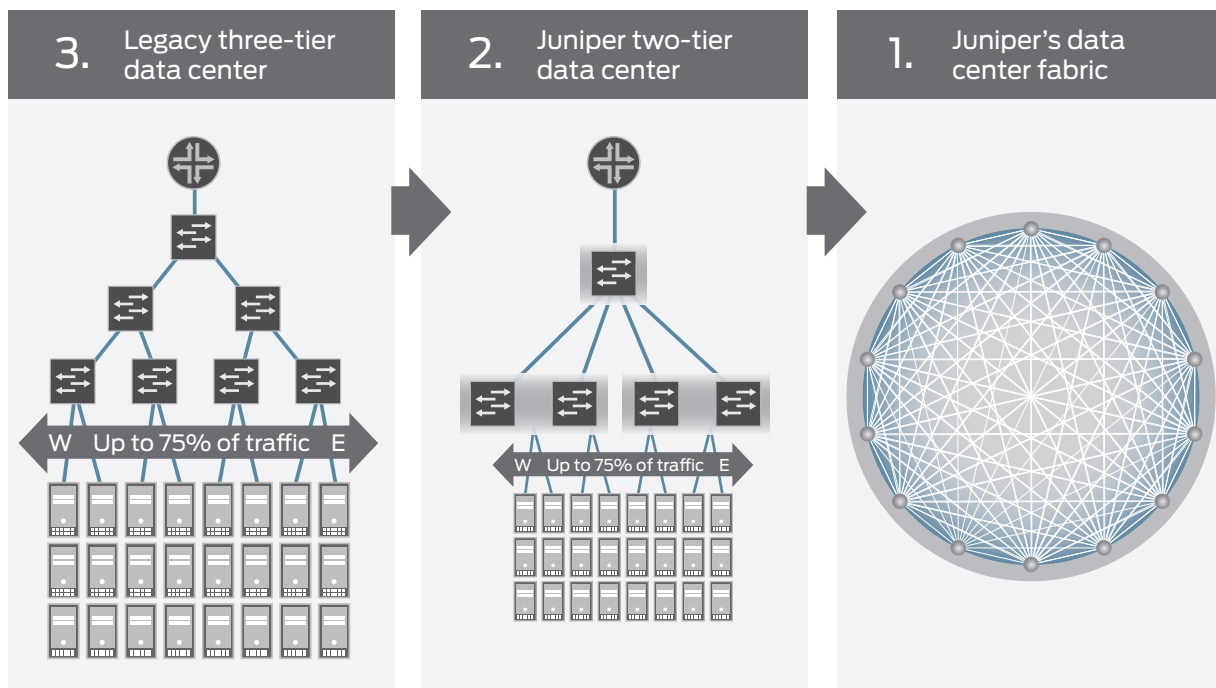 3. Legacy three-tier
data center
2. Juniper two-tier
data center
1. Juniper’s data
center fabric
W Up to 75% of traffic E
W Up to 75% of traffic E